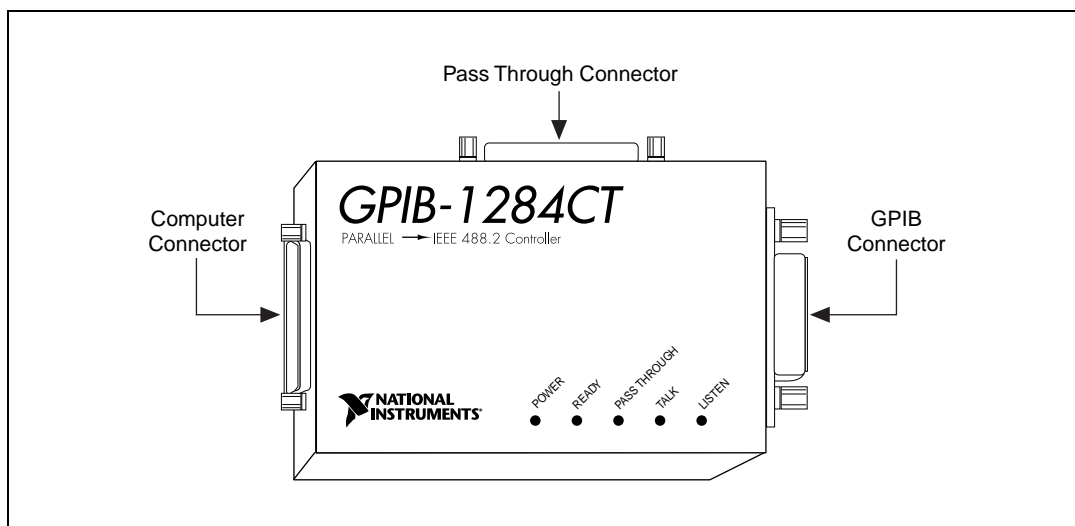 Pass Through Connector
Computer
Connector
GPIB-1284CT
PARALLEL → IEEE 488.2 Controller
GPIB
Connector
POWER
READY
PASS THROUGH
TALK
LISTEN
NATIONAL
INSTRUMENTS®